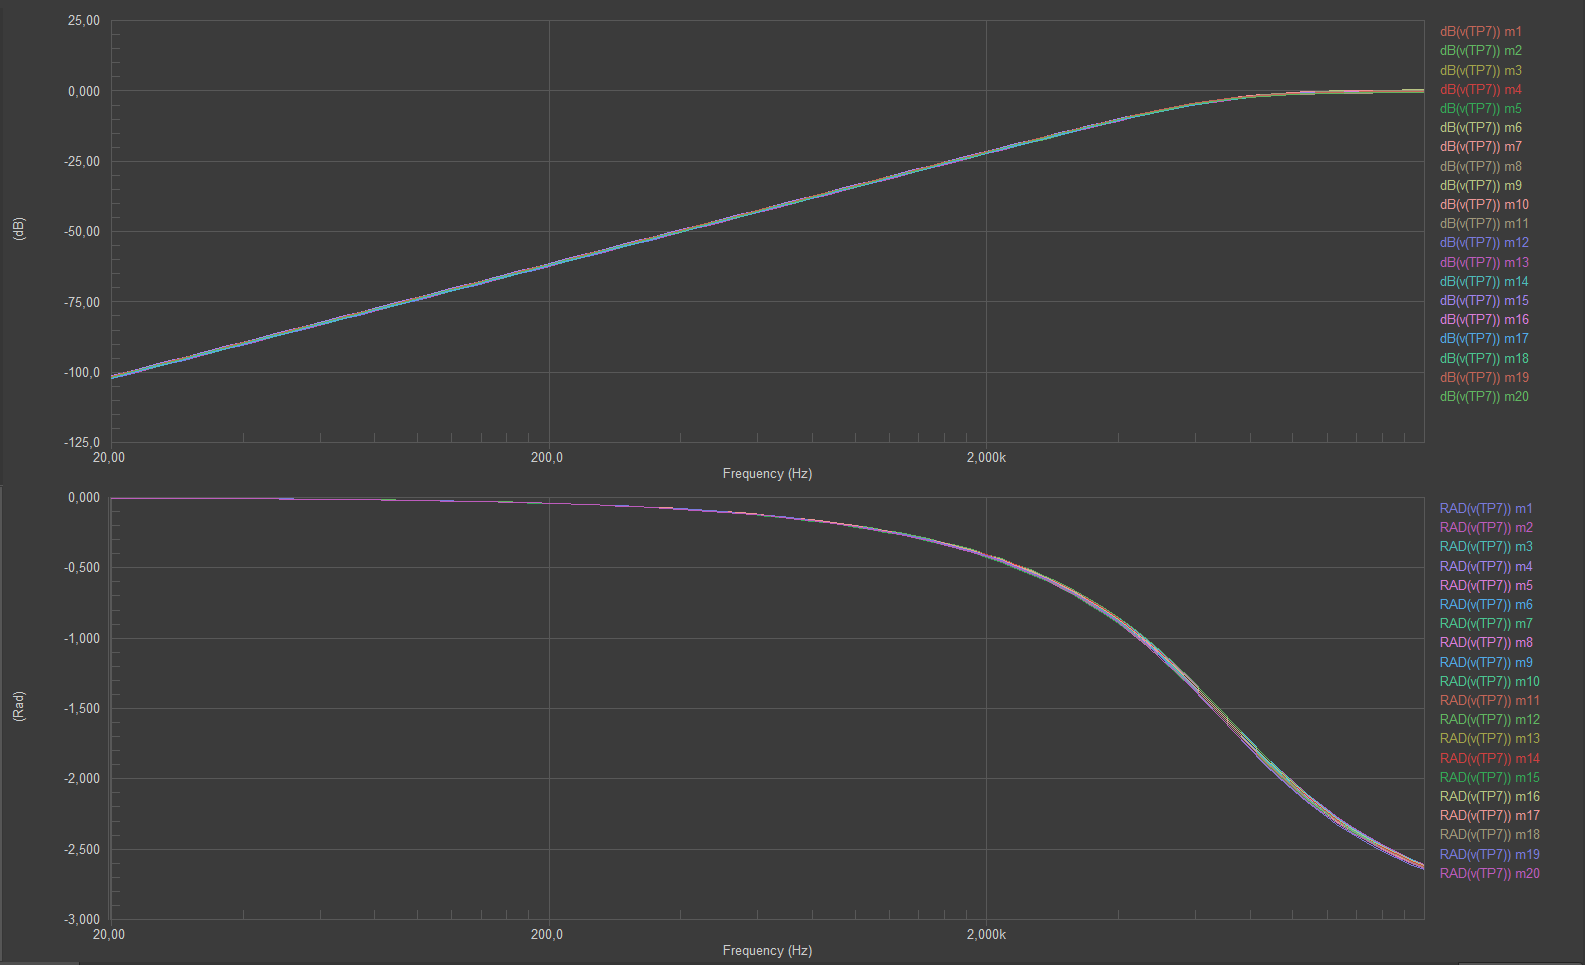 25,00
0,000
-25,00
-50,00
-75,00
-100,0
-125,0
(dB)
20,00 200,0 2,000k
Frequency (Hz)
dB(v(TP7)) m1
dB(v(TP7)) m2
dB(v(TP7)) m3
dB(v(TP7)) m4
dB(v(TP7)) m5
dB(v(TP7)) m6
dB(v(TP7)) m7
dB(v(TP7)) m8
dB(v(TP7)) m9
dB(v(TP7)) m10
dB(v(TP7)) m11
dB(v(TP7)) m12
dB(v(TP7)) m13
dB(v(TP7)) m14
dB(v(TP7)) m15
dB(v(TP7)) m16
dB(v(TP7)) m17
dB(v(TP7)) m18
dB(v(TP7)) m19
dB(v(TP7)) m20
0,000
-0,500
-1,000
-1,500
-2,000
-2,500
-3,000
(Rad)
20,00 200,0 2,000k
Frequency (Hz)
RAD(v(TP7)) m1
RAD(v(TP7)) m2
RAD(v(TP7)) m3
RAD(v(TP7)) m4
RAD(v(TP7)) m5
RAD(v(TP7)) m6
RAD(v(TP7)) m7
RAD(v(TP7)) m8
RAD(v(TP7)) m9
RAD(v(TP7)) m10
RAD(v(TP7)) m11
RAD(v(TP7)) m12
RAD(v(TP7)) m13
RAD(v(TP7)) m14
RAD(v(TP7)) m15
RAD(v(TP7)) m16
RAD(v(TP7)) m17
RAD(v(TP7)) m18
RAD(v(TP7)) m19
RAD(v(TP7)) m20